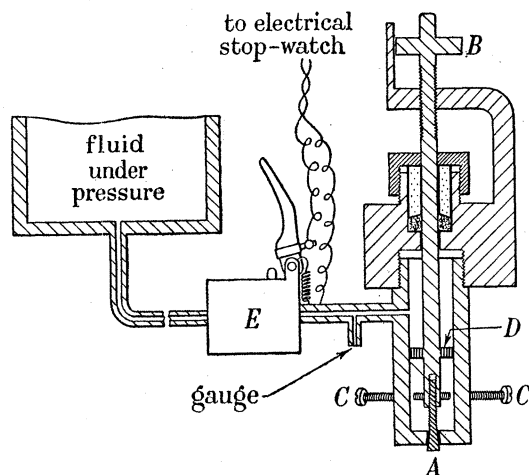 to electrical
stop-watch
B
fluid
under
pressure
E
D
gauge
C
C
A